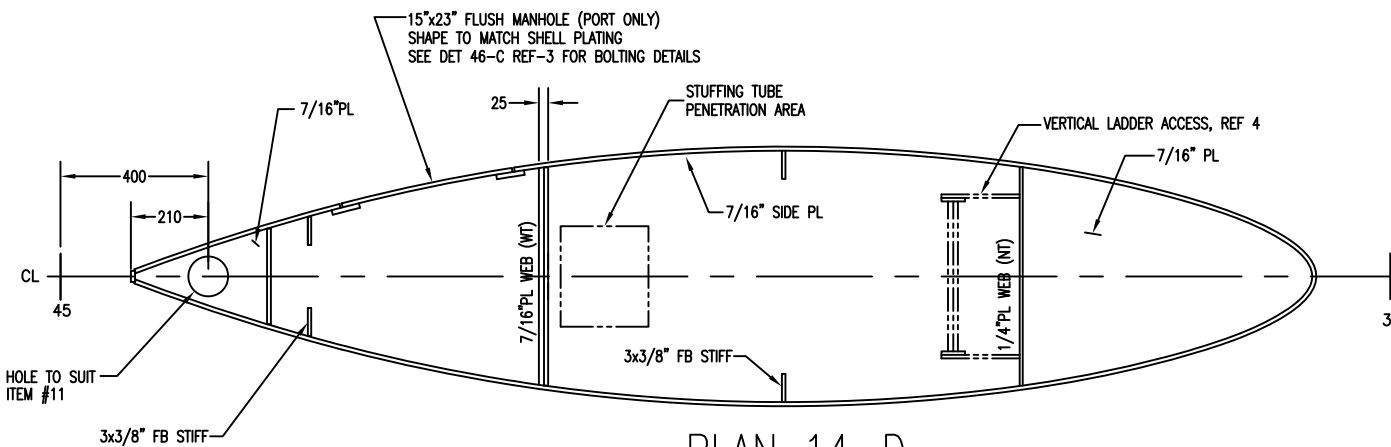 15"x23" FLUSH MANHOLE (PORT ONLY)
SHAPE TO MATCH SHELL PLATING
SEE DET 46-C REF-3 FOR BOLTING DETAILS
7/16"PL
25
STUFFING TUBE
PENETRATION AREA
VERTICAL LADDER ACCESS, REF 4
7/16" PL
400
210
7/16" SIDE PL
CL
45
7/16"PL WEB (WT)
1/4"PL WEB (NT)
3
3x3/8" FB STIFF
HOLE TO SUIT
ITEM #11
3x3/8" FB STIFF
PLAN 14-D